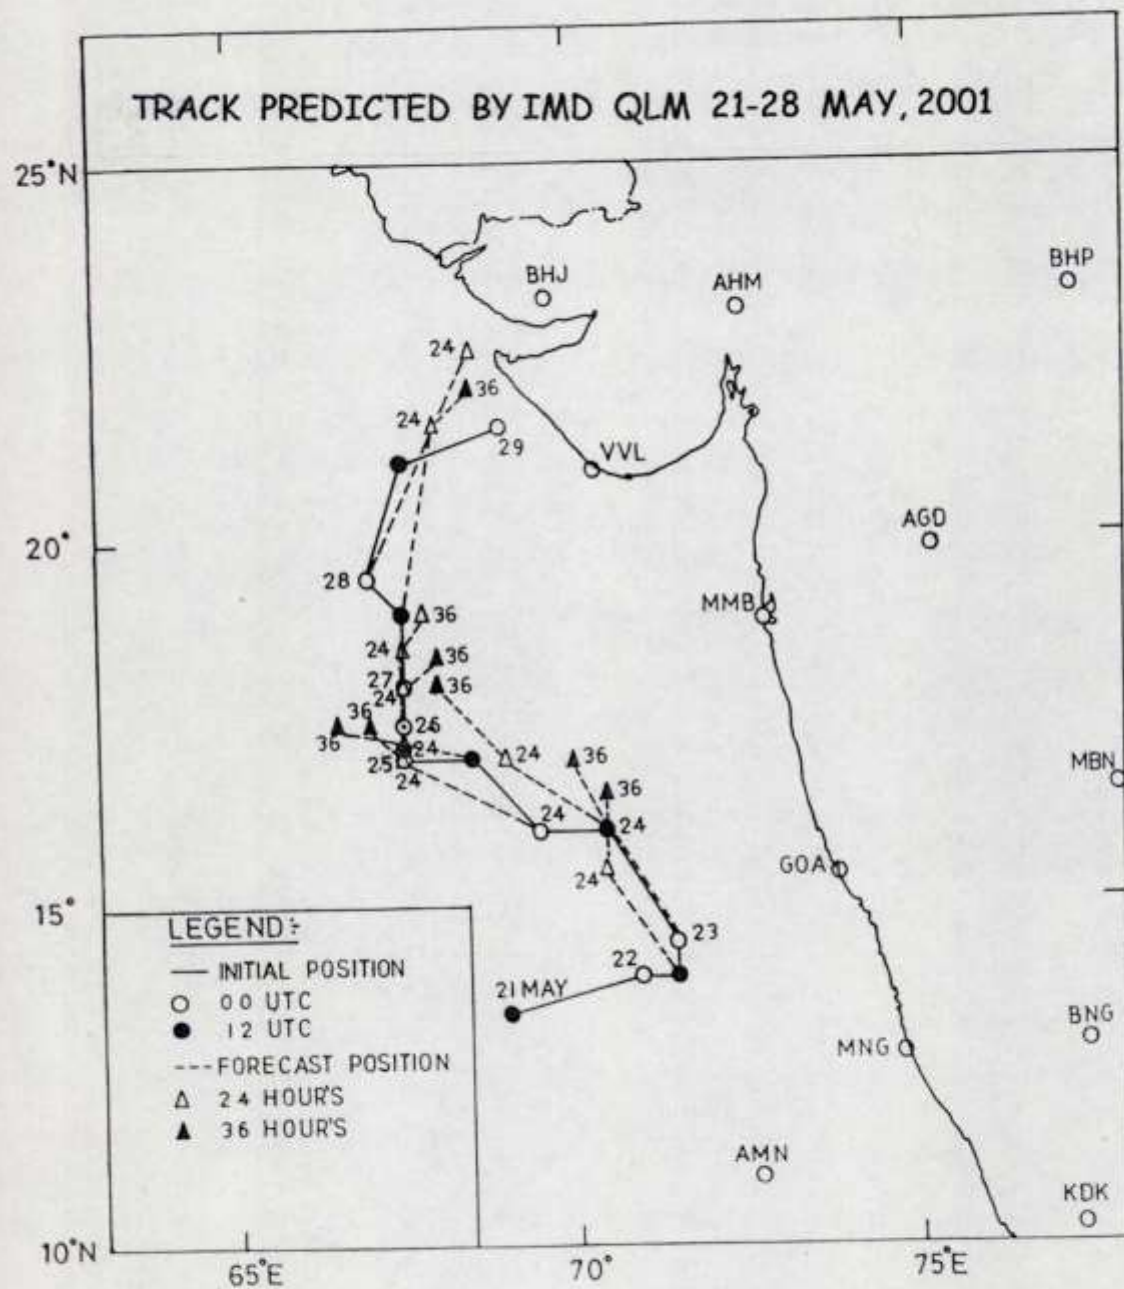 TRACK PREDICTED BY IMD QLM 21-28 MAY, 2001
25°N
BHJ
AHM
BHP
24
36
24
29
VVL
AGD
20°
28
MMB
36
24
36
27
24
36
36
26
36
24
24
36
MBN
25
24
36
24
24
GOA
24
15°
23
LEGEND:-
INITIAL POSITION
00 UTC
12 UTC
FORECAST POSITION
24 HOUR'S
36 HOUR'S
22
21 MAY
BNG
MNG
AMN
KDK
10°N
65°E
70°
75°E